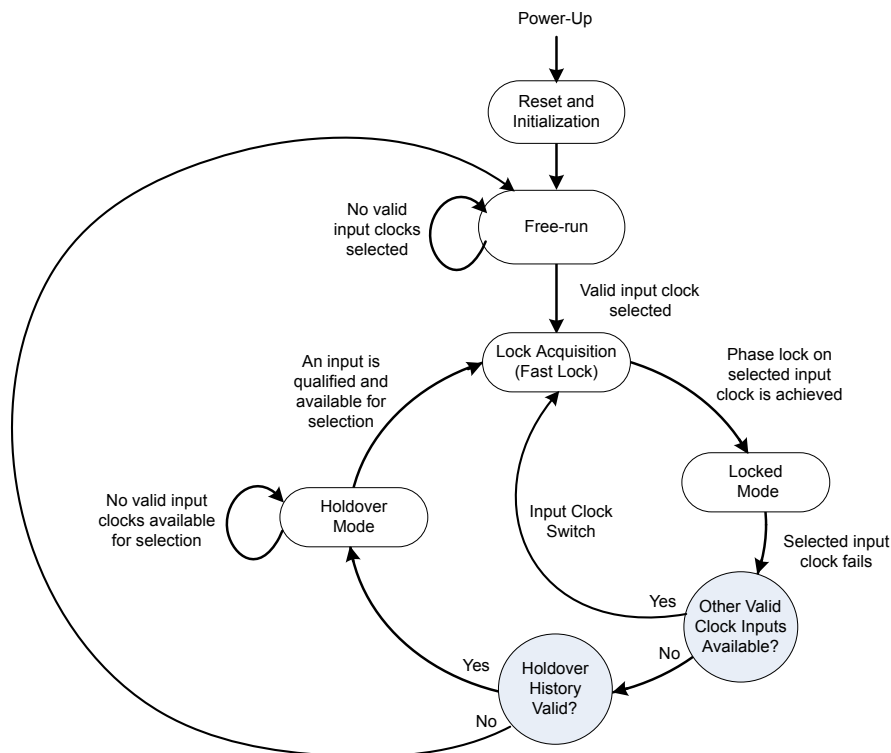 Power-Up
Reset and
Initialization
No valid
input clocks
selected
Free-run
Valid input clock
selected
An input is
qualified and
available for
selection
Lock Acquisition
(Fast Lock)
Phase lock on
selected input
clock is achieved
No valid input
clocks available
for selection
Holdover
Mode
Input Clock
Switch
Locked
Mode
Selected input
clock fails
Yes
Other Valid
Clock Inputs
Available?
No
Yes
Holdover
History
Valid?
No